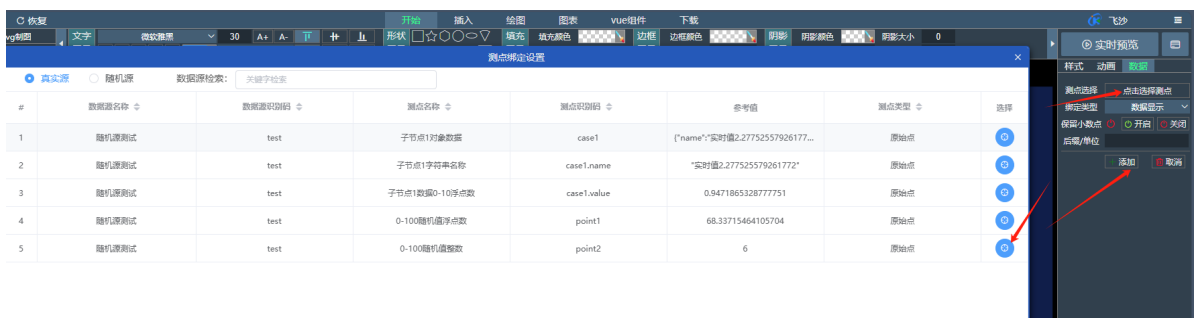 恢复 开始 插入 绘图 图表 vue组件 下载 飞沙
vg制图 文字 微软雅黑 30 A+ A- 形状 填充 填充颜色 边框 边框颜色 阴影 阴影颜色 阴影大小 0 实时预览
测点绑定设置 ×
样式 动画 数据
真实源 随机源 数据源检索: 关键字检索
测点选择 点击选择测点
# 数据源名称 数据源识别码 测点名称 测点识别码 参考值 测点类型 选择
绑定类型 数据显示
保留小数点 开启 关闭
后缀/单位
添加 取消
1 随机源测试 test 子节点1对象数据 case1 {"name":"实时值2.27752557926177... 原始点
2 随机源测试 test 子节点1字符串名称 case1.name "实时值2.277525579261772" 原始点
3 随机源测试 test 子节点1数据0-10浮点数 case1.value 0.9471865328777751 原始点
4 随机源测试 test 0-100随机值浮点数 point1 68.33715464105704 原始点
5 随机源测试 test 0-100随机值整数 point2 6 原始点